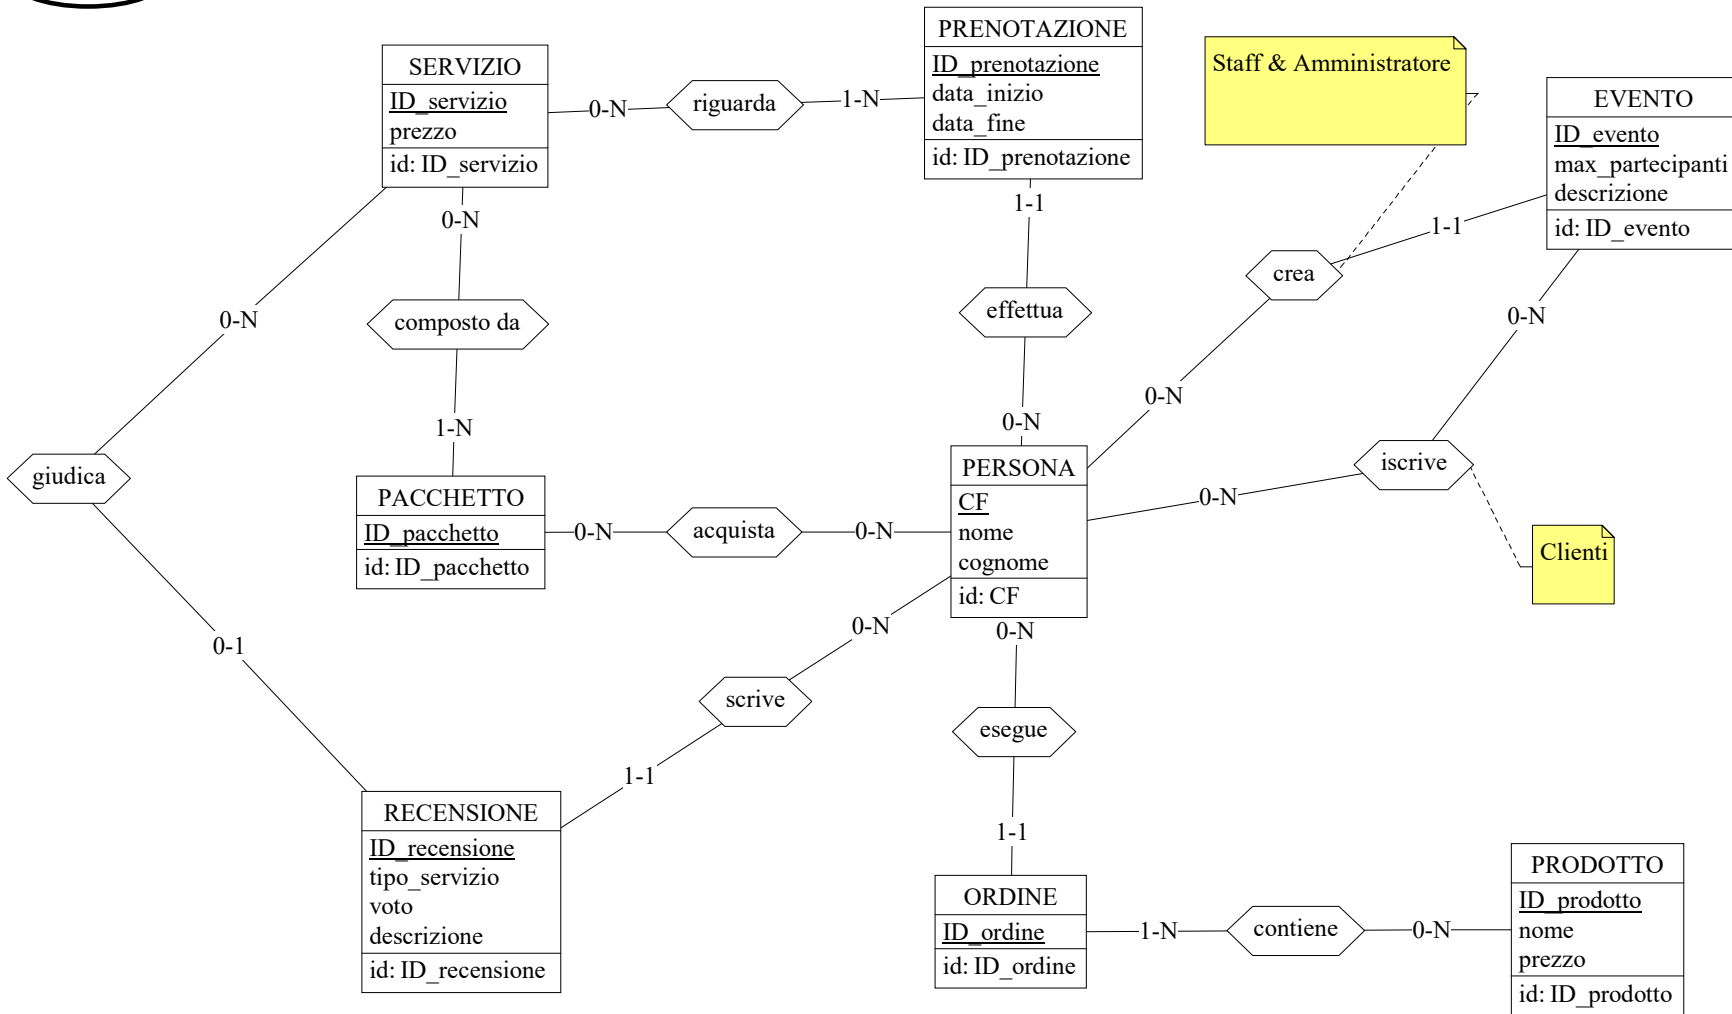 SERVIZIO
ID_servizio
prezzo
id: ID_servizio
0-N
riguarda
1-N
PRENOTAZIONE
ID_prenotazione
data_inizio
data_fine
id: ID_prenotazione
Staff & Amministratore
EVENTO
ID_evento
max_partecipanti
descrizione
id: ID_evento
0-N
1-1
1-1
crea
0-N
composto da
effettua
0-N
0-N
1-N
0-N
0-N
giudica
PACCHETTO
ID_pacchetto
id: ID_pacchetto
0-N
acquista
0-N
PERSONA
CF
nome
cognome
id: CF
0-N
iscrive
Clienti
0-1
scrive
0-N
0-N
esegue
1-1
1-1
RECENSIONE
ID_recensione
tipo_servizio
voto
descrizione
id: ID_recensione
ORDINE
ID_ordine
id: ID_ordine
1-N
contiene
0-N
PRODOTTO
ID_prodotto
nome
prezzo
id: ID_prodotto